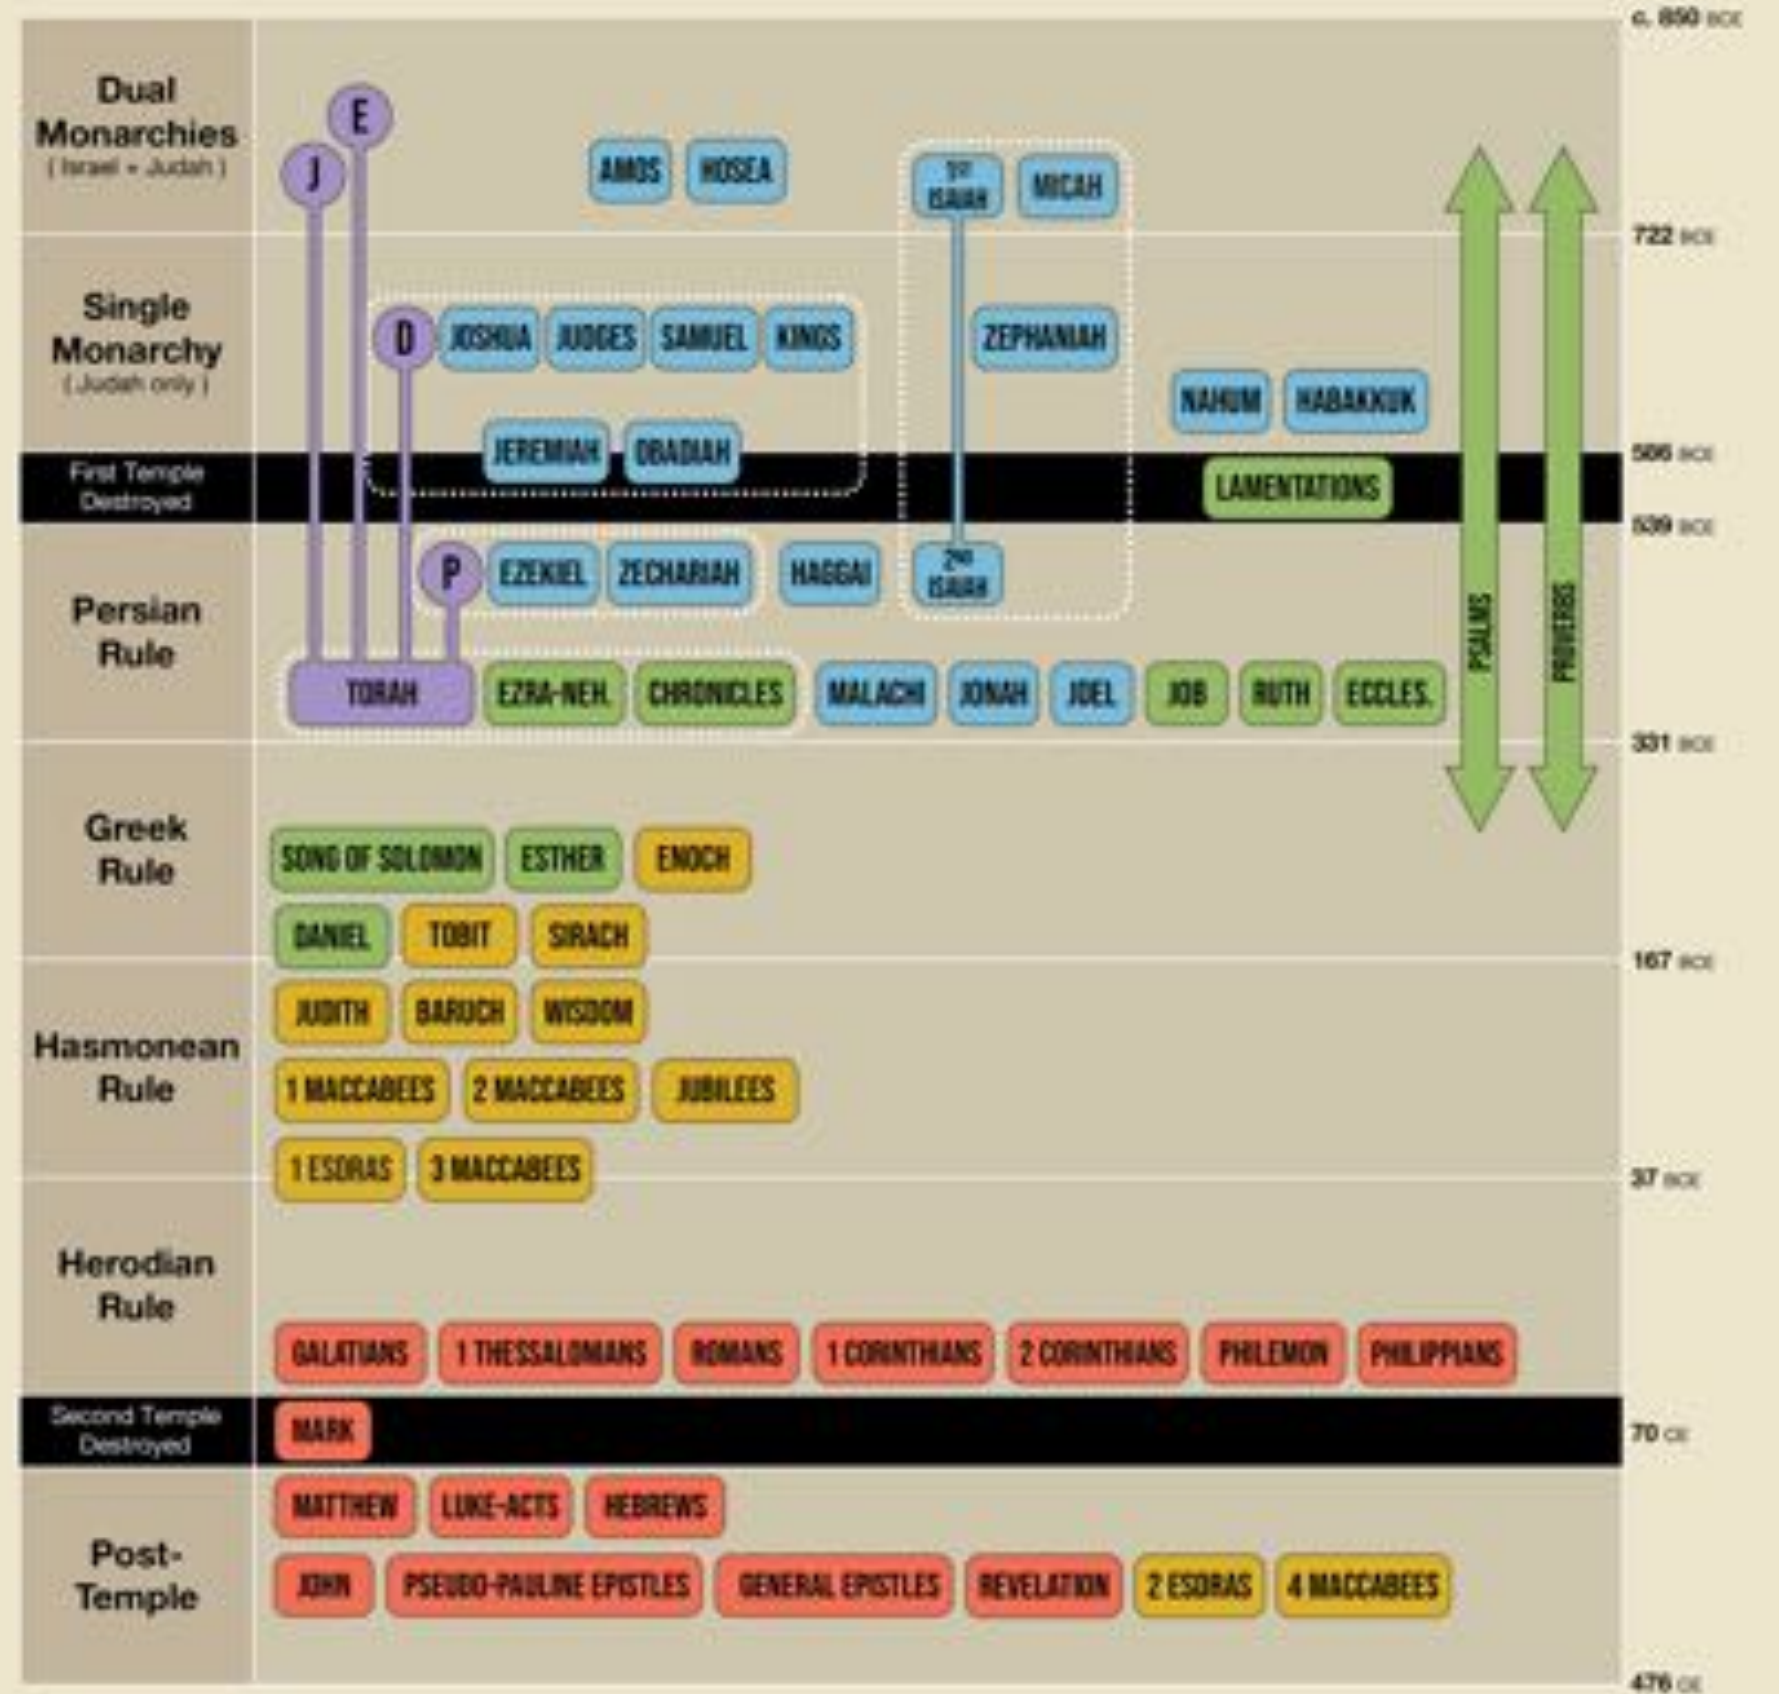 c. 850 BCE
Dual
Monarchies
( Israel + Judah )
E
J
AMOS
HOSEA
1ST
ISAIAH
MICAH
722 BCE
Single
Monarchy
( Judah only )
D
JOSHUA
JUDGES
SAMUEL
KINGS
ZEPHANIAH
NAHUM
HABAKKUK
JEREMIAH
OBADIAH
586 BCE
First Temple
Destroyed
LAMENTATIONS
539 BCE
Persian
Rule
P
EZEKIEL
ZECHARIAH
HAGGAI
2ND
ISAIAH
PSALMS
PROVERBS
TORAH
EZRA-NEH.
CHRONICLES
MALACHI
JONAH
JOEL
JOB
RUTH
ECCLES.
331 BCE
Greek
Rule
SONG OF SOLOMON
ESTHER
ENOCH
DANIEL
TOBIT
SIRACH
167 BCE
Hasmonean
Rule
JUDITH
BARUCH
WISDOM
1 MACCABEES
2 MACCABEES
JUBILEES
1 ESDRAS
3 MACCABEES
37 BCE
Herodian
Rule
GALATIANS
1 THESSALONIANS
ROMANS
1 CORINTHIANS
2 CORINTHIANS
PHILEMON
PHILIPPIANS
Second Temple
Destroyed
MARK
70 CE
Post-
Temple
MATTHEW
LUKE-ACTS
HEBREWS
JOHN
PSEUDO-PAULINE EPISTLES
GENERAL EPISTLES
REVELATION
2 ESDRAS
4 MACCABEES
476 CE